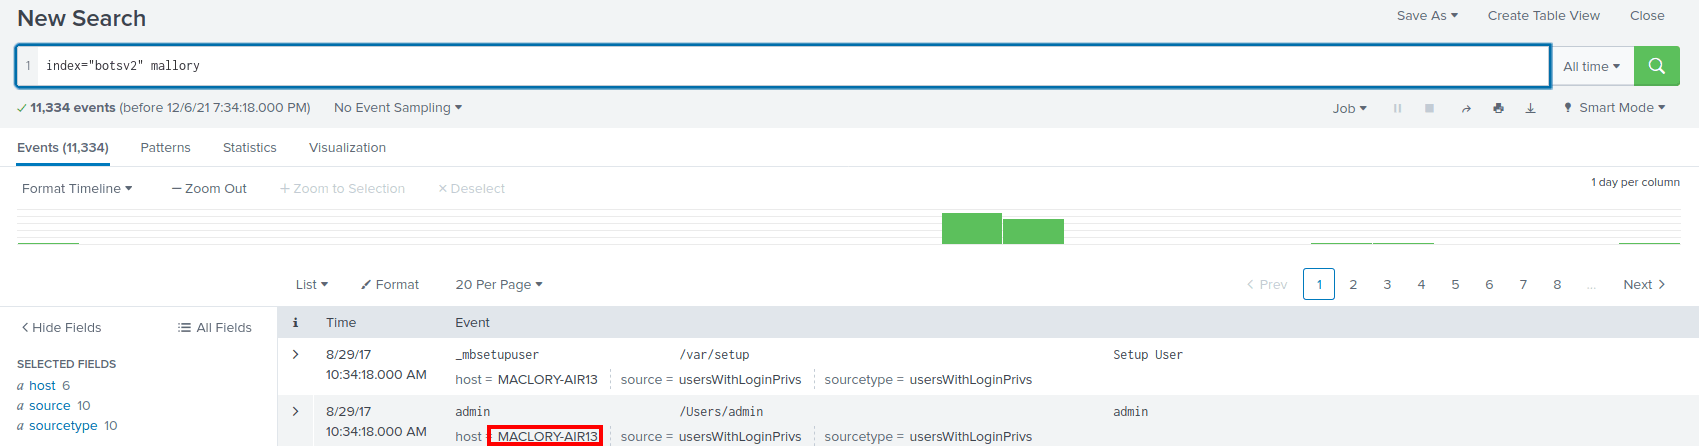 New Search
Save As Create Table View Close
1 index="botsv2" mallory
All time
11,334 events (before 12/6/21 7:34:18.000 PM) No Event Sampling
Job Smart Mode
Events (11,334) Patterns Statistics Visualization
Format Timeline — Zoom Out + Zoom to Selection × Deselect
1 day per column
List Format 20 Per Page
< Prev 1 2 3 4 5 6 7 8 ... Next >
< Hide Fields All Fields
i Time Event
SELECTED FIELDS
a host 6
a source 10
a sourcetype 10
> 8/29/17 _mbsetupuser /var/setup Setup User
10:34:18.000 AM host = MACLORY-AIR13 source = usersWithLoginPrivs sourcetype = usersWithLoginPrivs
> 8/29/17 admin /Users/admin admin
10:34:18.000 AM host = MACLORY-AIR13 source = usersWithLoginPrivs sourcetype = usersWithLoginPrivs